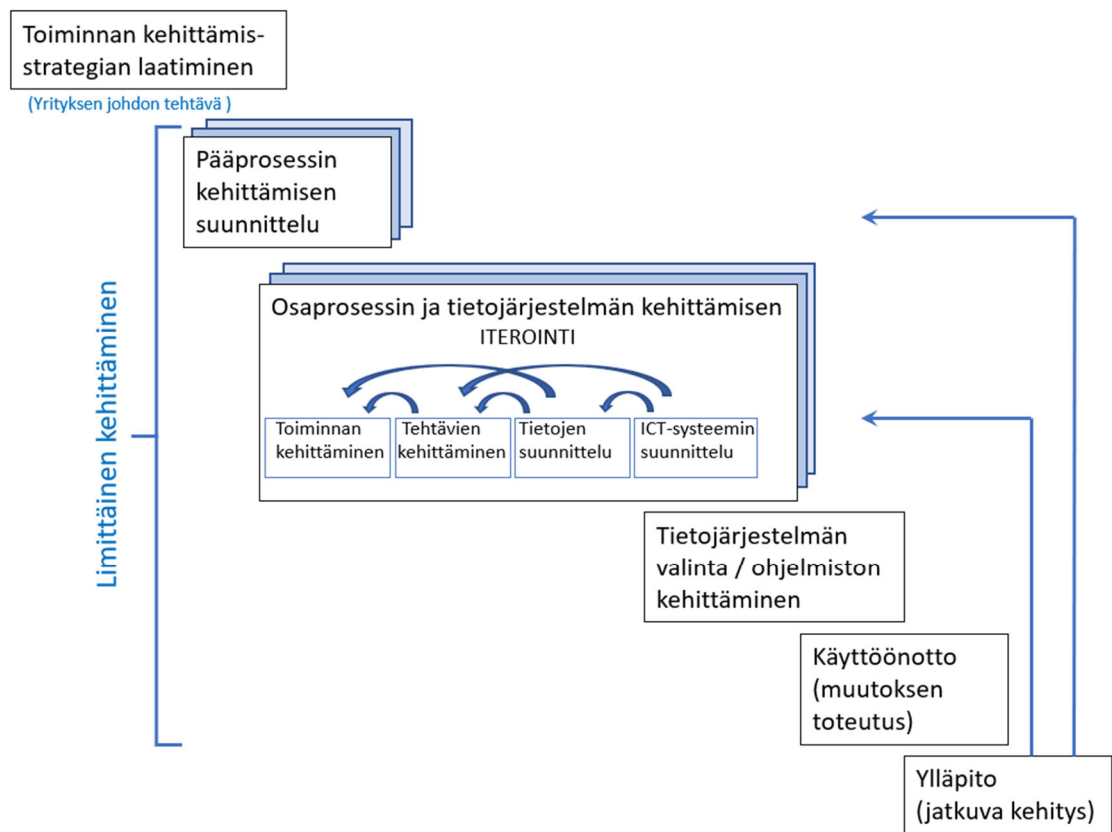 Toiminnan kehittämis-
strategian laatiminen
(Yrityksen johdon tehtävä )
Limittäinen kehittäminen
Pääprosessin
kehittämisen
suunnittelu
Osaprosessin ja tietojärjestelmän kehittämisen
ITEROINTI
Toiminnan
kehittäminen
Tehtävien
kehittäminen
Tietojen
suunnittelu
ICT-systeemin
suunnittelu
Tietojärjestelmän
valinta / ohjelmiston
kehittäminen
Käyttöönotto
(muutoksen
toteutus)
Ylläpito
(jatkuva kehitys)